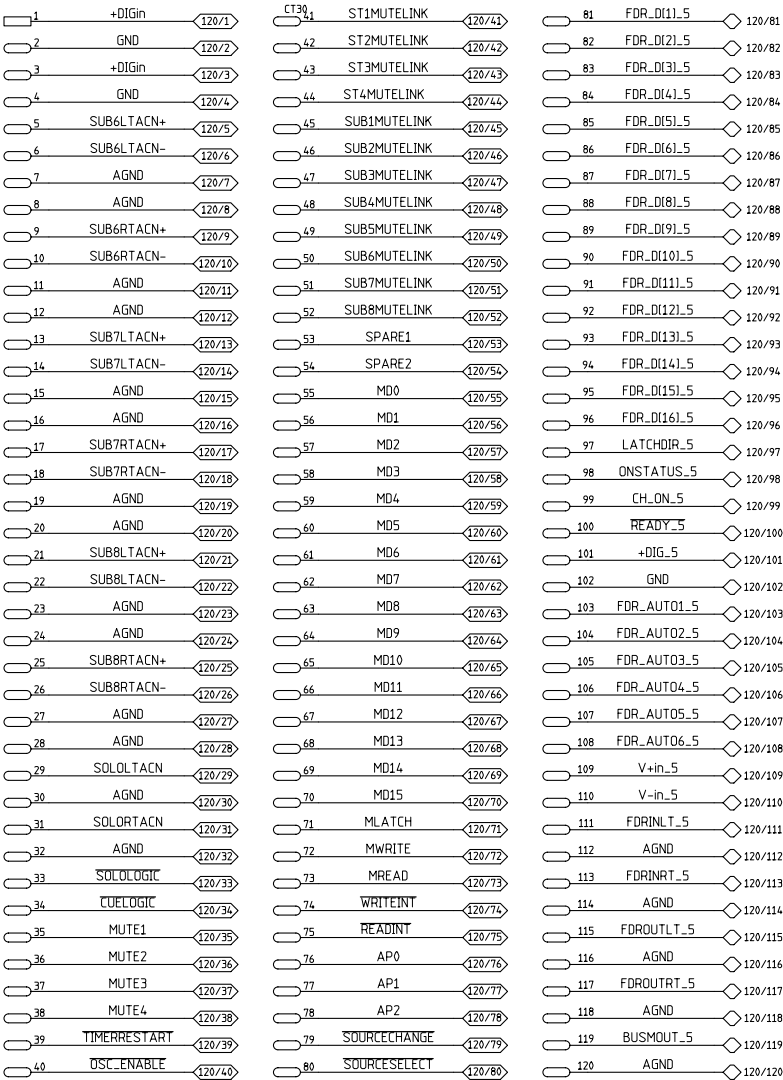 1 +DIGin 120/1
2 GND 120/2
3 +DIGin 120/3
4 GND 120/4
5 SUB6LTACN+ 120/5
6 SUB6LTACN- 120/6
7 AGND 120/7
8 AGND 120/8
9 SUB6RTACN+ 120/9
10 SUB6RTACN- 120/10
11 AGND 120/11
12 AGND 120/12
13 SUB7LTACN+ 120/13
14 SUB7LTACN- 120/14
15 AGND 120/15
16 AGND 120/16
17 SUB7RTACN+ 120/17
18 SUB7RTACN- 120/18
19 AGND 120/19
20 AGND 120/20
21 SUB8LTACN+ 120/21
22 SUB8LTACN- 120/22
23 AGND 120/23
24 AGND 120/24
25 SUB8RTACN+ 120/25
26 SUB8RTACN- 120/26
27 AGND 120/27
28 AGND 120/28
29 SOLOLTACN 120/29
30 AGND 120/30
31 SOLORTACN 120/31
32 AGND 120/32
33 SOLOLOGIC 120/33
34 CUELOGIC 120/34
35 MUTE1 120/35
36 MUTE2 120/36
37 MUTE3 120/37
38 MUTE4 120/38
39 TIMERRESTART 120/39
40 OSC_ENABLE 120/40
CT30
41 ST1MUTELINK 120/41
42 ST2MUTELINK 120/42
43 ST3MUTELINK 120/43
44 ST4MUTELINK 120/44
45 SUB1MUTELINK 120/45
46 SUB2MUTELINK 120/46
47 SUB3MUTELINK 120/47
48 SUB4MUTELINK 120/48
49 SUB5MUTELINK 120/49
50 SUB6MUTELINK 120/50
51 SUB7MUTELINK 120/51
52 SUB8MUTELINK 120/52
53 SPARE1 120/53
54 SPARE2 120/54
55 MD0 120/55
56 MD1 120/56
57 MD2 120/57
58 MD3 120/58
59 MD4 120/59
60 MD5 120/60
61 MD6 120/61
62 MD7 120/62
63 MD8 120/63
64 MD9 120/64
65 MD10 120/65
66 MD11 120/66
67 MD12 120/67
68 MD13 120/68
69 MD14 120/69
70 MD15 120/70
71 MLATCH 120/71
72 MWRITE 120/72
73 MREAD 120/73
74 WRITEINT 120/74
75 READINT 120/75
76 AP0 120/76
77 AP1 120/77
78 AP2 120/78
79 SOURCECHANGE 120/79
80 SOURCESELECT 120/80
81 FDR_D[1]_5 120/81
82 FDR_D[2]_5 120/82
83 FDR_D[3]_5 120/83
84 FDR_D[4]_5 120/84
85 FDR_D[5]_5 120/85
86 FDR_D[6]_5 120/86
87 FDR_D[7]_5 120/87
88 FDR_D[8]_5 120/88
89 FDR_D[9]_5 120/89
90 FDR_D[10]_5 120/90
91 FDR_D[11]_5 120/91
92 FDR_D[12]_5 120/92
93 FDR_D[13]_5 120/93
94 FDR_D[14]_5 120/94
95 FDR_D[15]_5 120/95
96 FDR_D[16]_5 120/96
97 LATCHDIR_5 120/97
98 ONSTATUS_5 120/98
99 CH_ON_5 120/99
100 READY_5 120/100
101 +DIG_5 120/101
102 GND 120/102
103 FDR_AUTO1_5 120/103
104 FDR_AUTO2_5 120/104
105 FDR_AUTO3_5 120/105
106 FDR_AUTO4_5 120/106
107 FDR_AUTO5_5 120/107
108 FDR_AUTO6_5 120/108
109 V+in_5 120/109
110 V-in_5 120/110
111 FDRINLT_5 120/111
112 AGND 120/112
113 FDRINRT_5 120/113
114 AGND 120/114
115 FDROUTLT_5 120/115
116 AGND 120/116
117 FDROUTRT_5 120/117
118 AGND 120/118
119 BUSMOUT_5 120/119
120 AGND 120/120